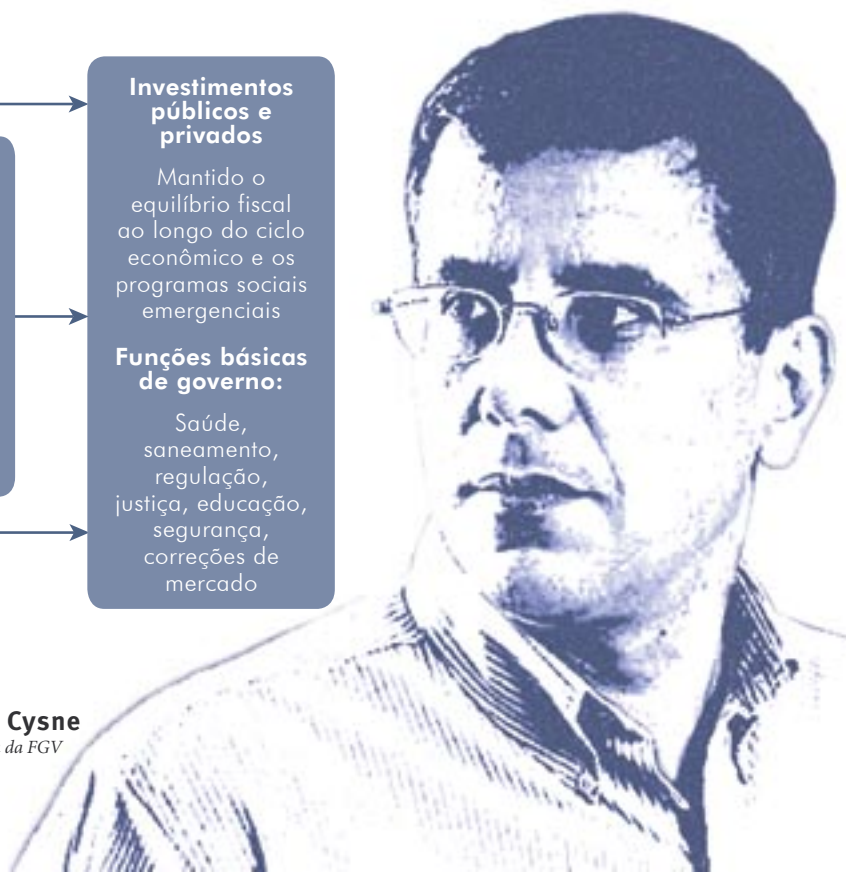 Investimentos
públicos e
privados
Mantido o
equilíbrio fiscal
ao longo do ciclo
econômico e os
programas sociais
emergenciais
Funções básicas
de governo:
Saúde,
saneamento,
regulação,
justiça, educação,
segurança,
correções de
mercado
Cysne
da FGV